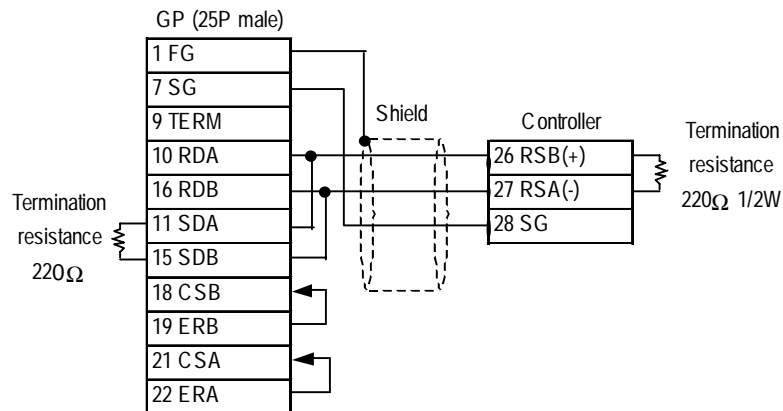 GP (25P male)
1 FG
7 SG
9 TERM
10 RDA
16 RDB
11 SDA
15 SDB
18 CSB
19 ERB
21 CSA
22 ERA
Termination
resistance
220Ω
Shield
Controller
26 RSB(+)
27 RSA(-)
28 SG
Termination
resistance
220Ω 1/2W